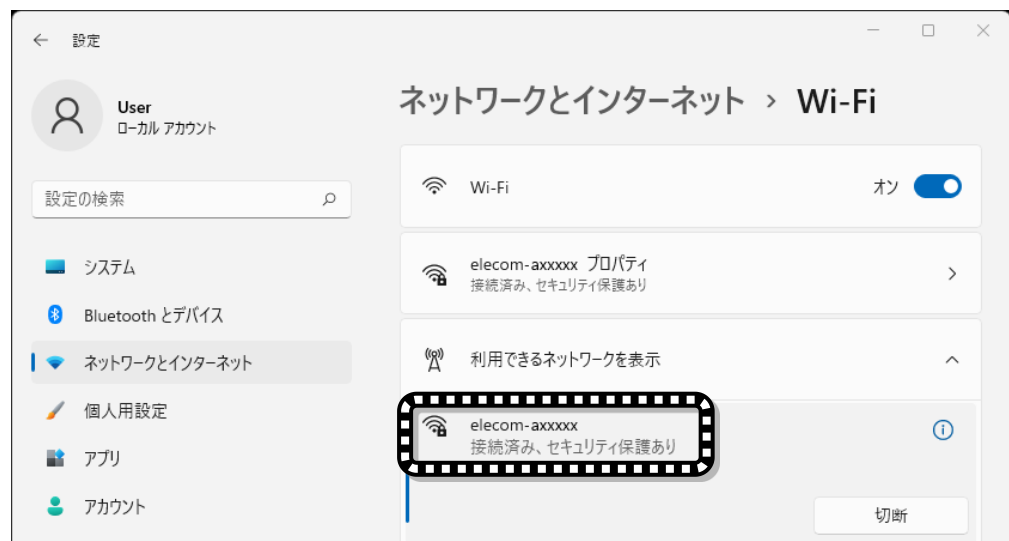 設定
User
ローカル アカウント
設定の検索
システム
Bluetooth とデバイス
ネットワークとインターネット
個人用設定
アプリ
アカウント
ネットワークとインターネット › Wi-Fi
Wi-Fi
オン
elecom-axxxxx プロパティ
接続済み、セキュリティ保護あり
利用できるネットワークを表示
elecom-axxxxx
接続済み、セキュリティ保護あり
切断